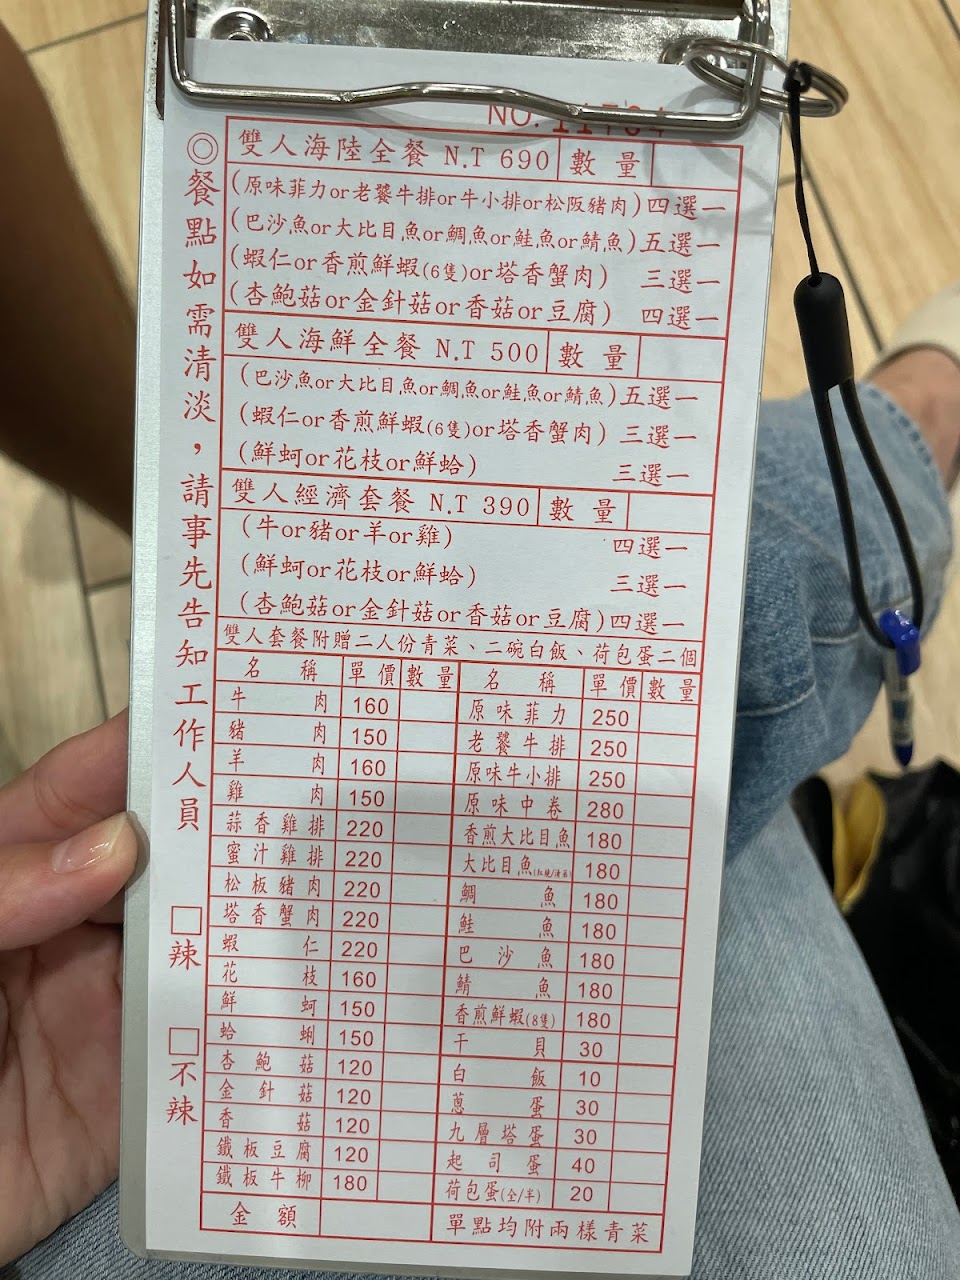 NO. 11704
◎餐點如需清淡，請事先告知工作人員
□辣
□不辣
雙人海陸全餐 N.T 690 數量
(原味菲力or老饕牛排or牛小排or松阪豬肉)四選一
(巴沙魚or大比目魚or鯛魚or鮭魚or鯖魚)五選一
(蝦仁or香煎鮮蝦(6隻)or塔香蟹肉) 三選一
(杏鮑菇or金針菇or香菇or豆腐) 四選一
雙人海鮮全餐 N.T 500 數量
(巴沙魚or大比目魚or鯛魚or鮭魚or鯖魚)五選一
(蝦仁or香煎鮮蝦(6隻)or塔香蟹肉) 三選一
(鮮蚵or花枝or鮮蛤) 三選一
雙人經濟套餐 N.T 390 數量
(牛or豬or羊or雞) 四選一
(鮮蚵or花枝or鮮蛤) 三選一
(杏鮑菇or金針菇or香菇or豆腐)四選一
雙人套餐附贈二人份青菜、二碗白飯、荷包蛋二個
名稱 單價 數量 名稱 單價 數量
牛肉 160 原味菲力 250
豬肉 150 老饕牛排 250
羊肉 160 原味牛小排 250
雞肉 150 原味中卷 280
蒜香雞排 220 香煎大比目魚 180
蜜汁雞排 220 大比目魚 180
松板豬肉 220 鯛魚 180
塔香蟹肉 220 鮭魚 180
蝦仁 220 巴沙魚 180
花枝 160 鯖魚 180
鮮蚵 150 香煎鮮蝦(8隻) 180
蛤蜊 150 干貝 30
杏鮑菇 120 白飯 10
金針菇 120 蔥蛋 30
香菇 120 九層塔蛋 30
鐵板豆腐 120 起司蛋 40
鐵板牛柳 180 荷包蛋(全/半) 20
金額 單點均附兩樣青菜